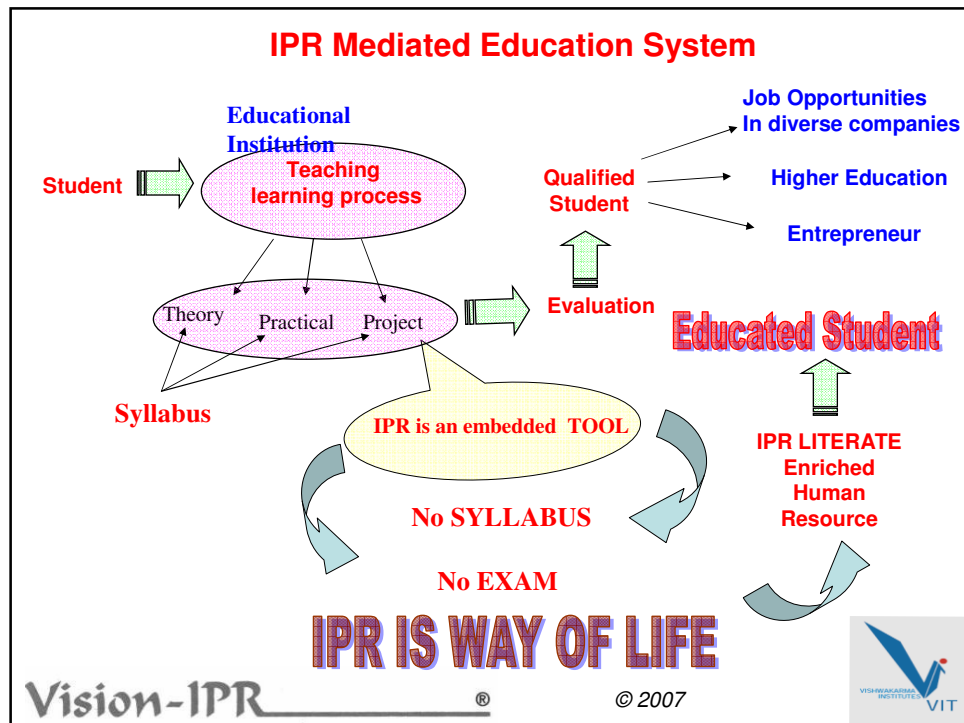 IPR Mediated Education System
Educational
Institution
Teaching
learning process
Student
Job Opportunities
In diverse companies
Qualified
Student
Higher Education
Entrepreneur
Theory
Practical
Project
Evaluation
Educated Student
Syllabus
IPR is an embedded TOOL
IPR LITERATE
Enriched
Human
Resource
No SYLLABUS
No EXAM
IPR IS WAY OF LIFE
Vision-IPR ® © 2007
VISHWAKARMA
INSTITUTES
VIT